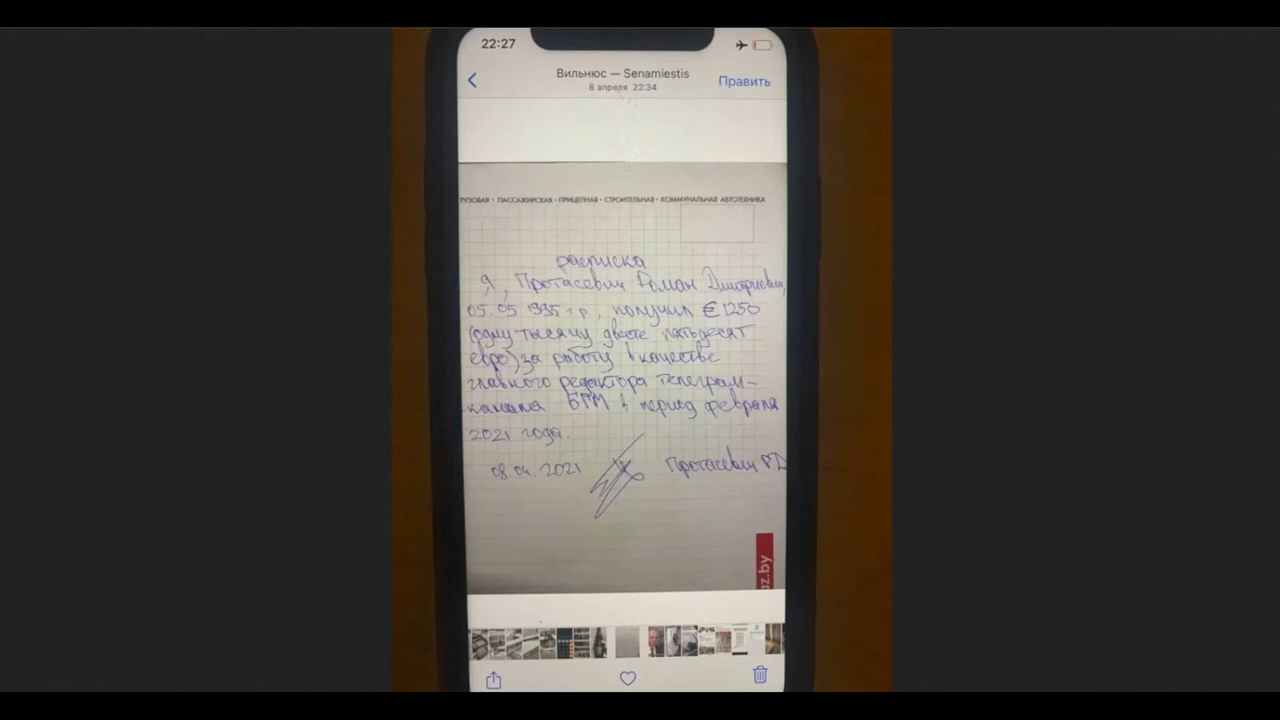 22:27
Вильнюс — Senamiestis
8 апреля 22:34
Править
РУЗОВАЯ • ПАССАЖИРСКАЯ • ПРИЦЕПНАЯ • СТРОИТЕЛЬНАЯ • КОММУНАЛЬНАЯ АВТОТЕХНИКА
расписка
Я, Протасевич Роман Дмитриевич,
05.05.1995 г.р., получил €1250
(одну тысячу двести пятьдесят
евро) за работу в качестве
главного редактора Телеграм-
канала БГМ в период февраля
2021 года.
08.04.2021 Протасевич Р.Д
az.by